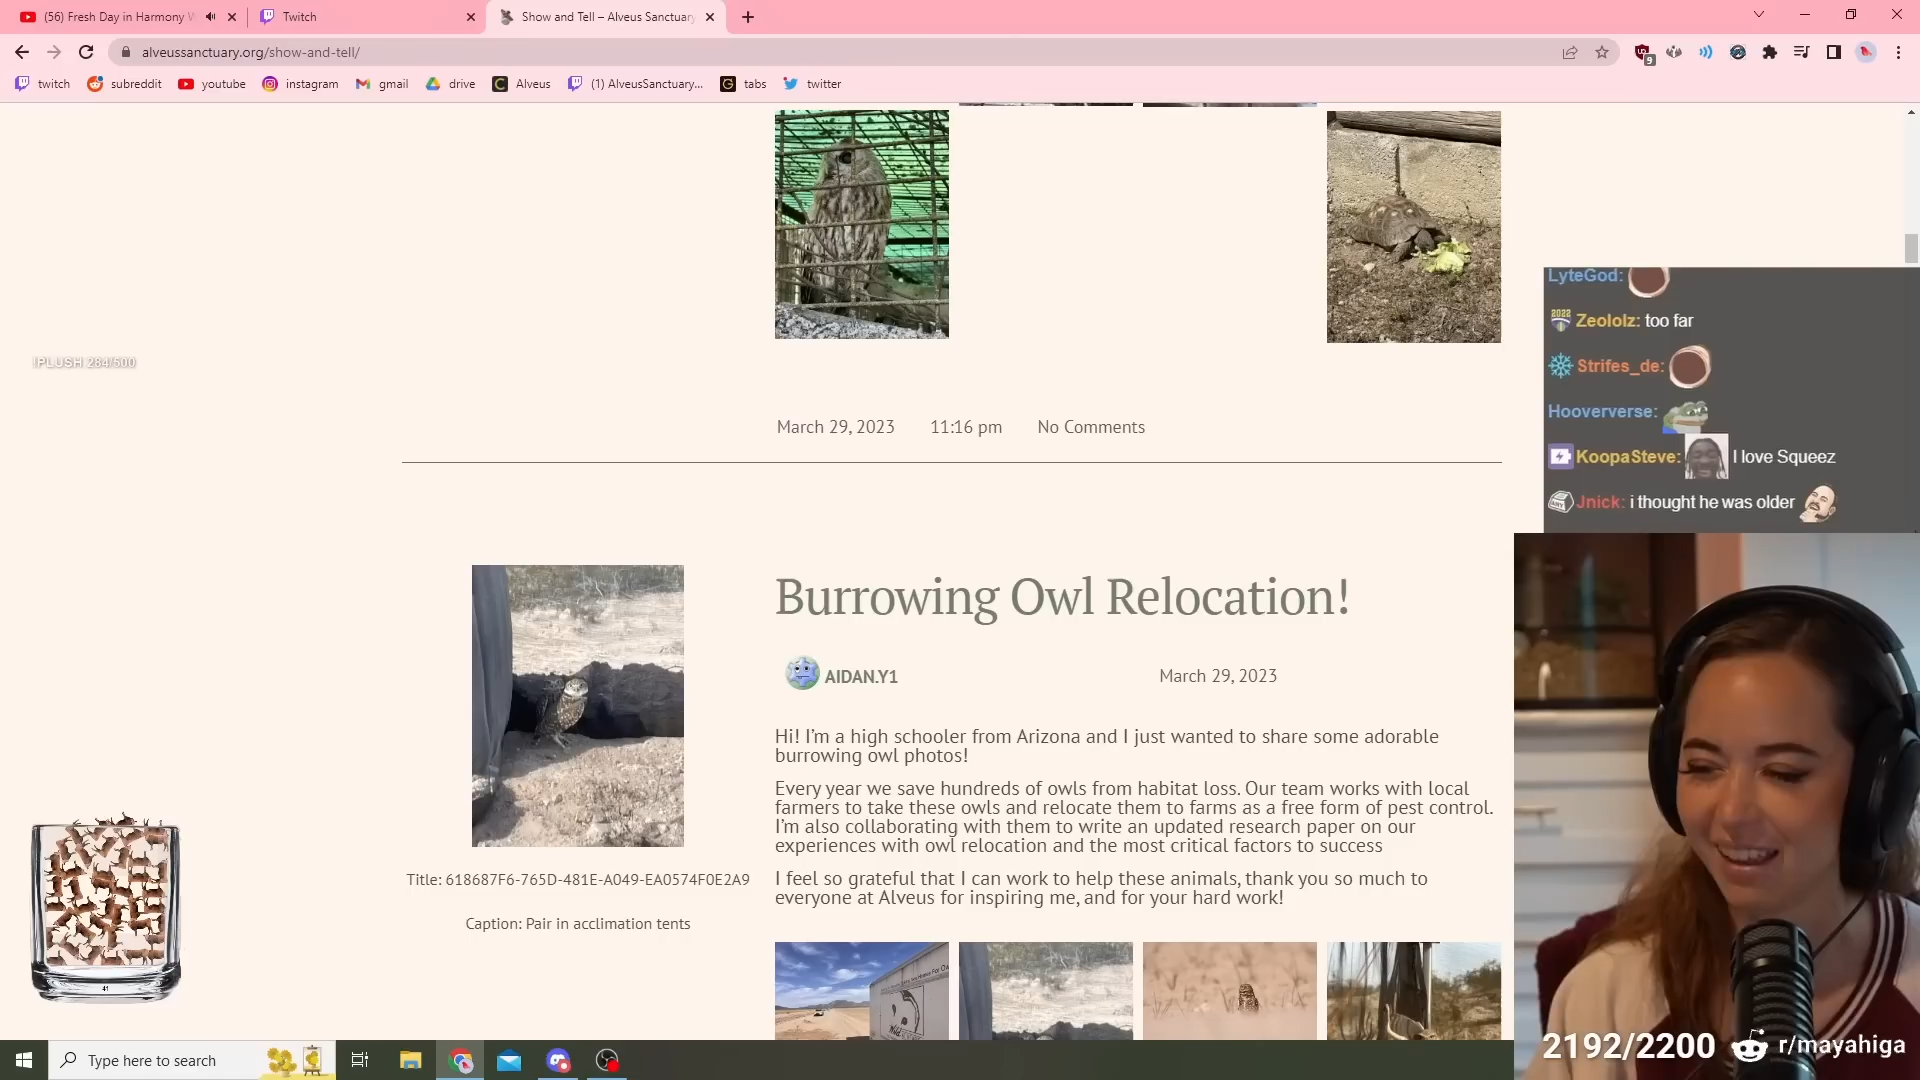 (56) Fresh Day in Harmony
Twitch
Show and Tell – Alveus Sanctuary
alveussanctuary.org/show-and-tell/
9
twitch
subreddit
youtube
instagram
gmail
drive
Alveus
(1) AlveusSanctuary...
tabs
twitter
LyteGod:
2022 Zeololz: too far
Strifes_de:
Hooververse:
KoopaSteve: I love Squeez
Jnick: i thought he was older
!PLUSH 284/500
March 29, 2023 11:16 pm No Comments
Burrowing Owl Relocation!
AIDAN.Y1 March 29, 2023
Hi! I'm a high schooler from Arizona and I just wanted to share some adorable
burrowing owl photos!
Every year we save hundreds of owls from habitat loss. Our team works with local
farmers to take these owls and relocate them to farms as a free form of pest control.
I'm also collaborating with them to write an updated research paper on our
experiences with owl relocation and the most critical factors to success
I feel so grateful that I can work to help these animals, thank you so much to
everyone at Alveus for inspiring me, and for your hard work!
Title: 618687F6-765D-481E-A049-EA0574F0E2A9
Caption: Pair in acclimation tents
41
Type here to search
2192/2200 r/mayahiga